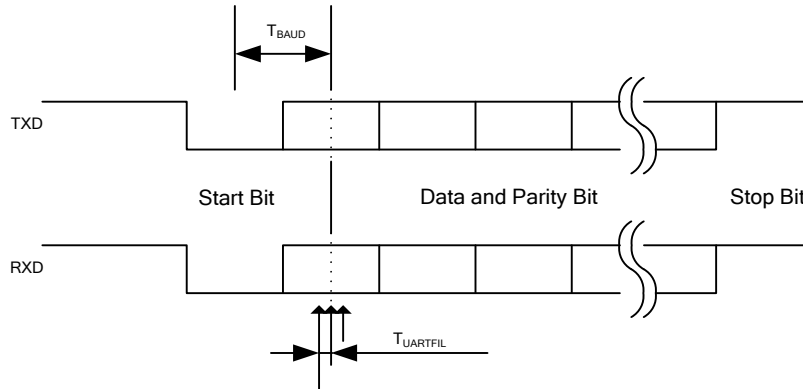 TBAUD
TXD
Start Bit
Data and Parity Bit
Stop Bit
RXD
TUARTFIL